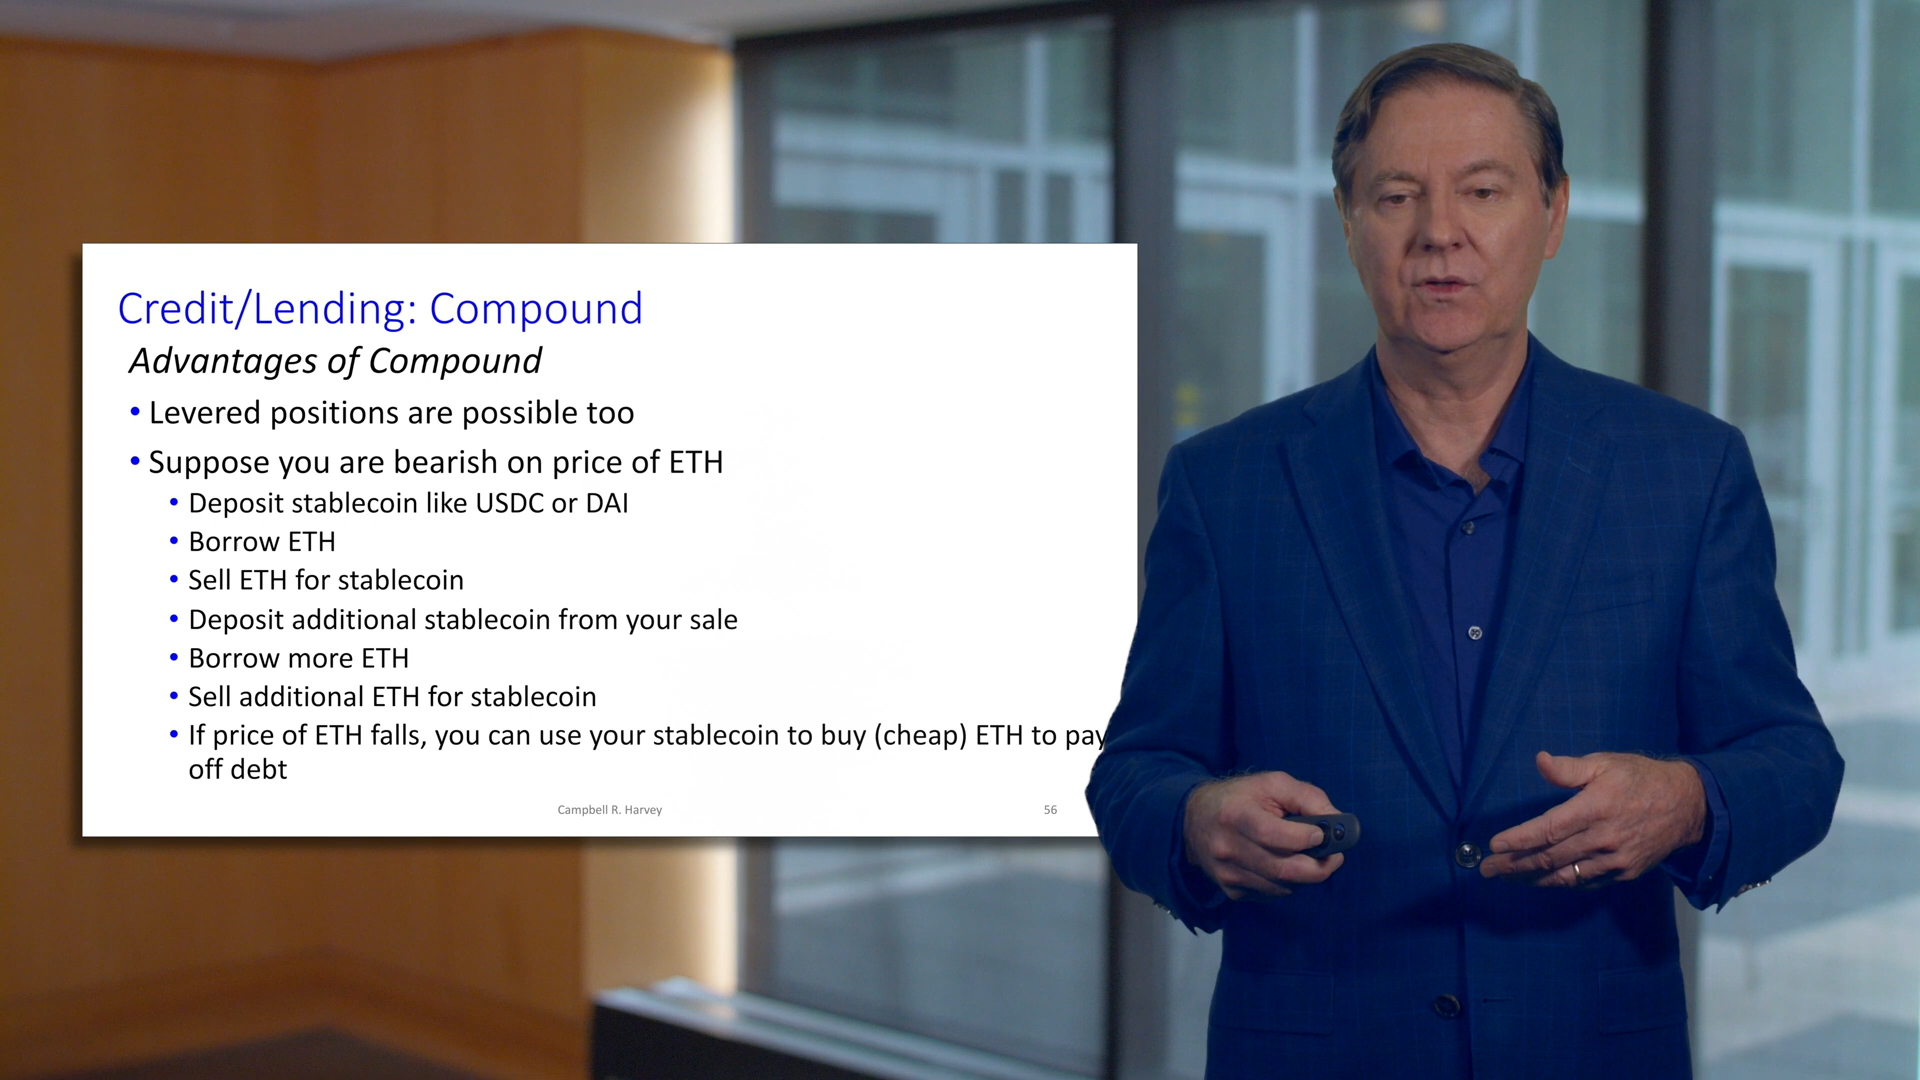 Credit/Lending: Compound
Advantages of Compound
• Levered positions are possible too
• Suppose you are bearish on price of ETH
• Deposit stablecoin like USDC or DAI
• Borrow ETH
• Sell ETH for stablecoin
• Deposit additional stablecoin from your sale
• Borrow more ETH
• Sell additional ETH for stablecoin
• If price of ETH falls, you can use your stablecoin to buy (cheap) ETH to pay
off debt
Campbell R. Harvey
56